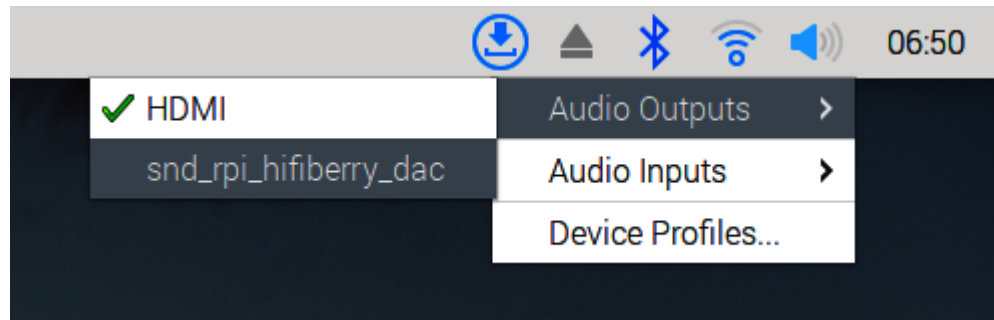 06:50
HDMI
snd_rpi_hifiberry_dac
Audio Outputs
Audio Inputs
Device Profiles...